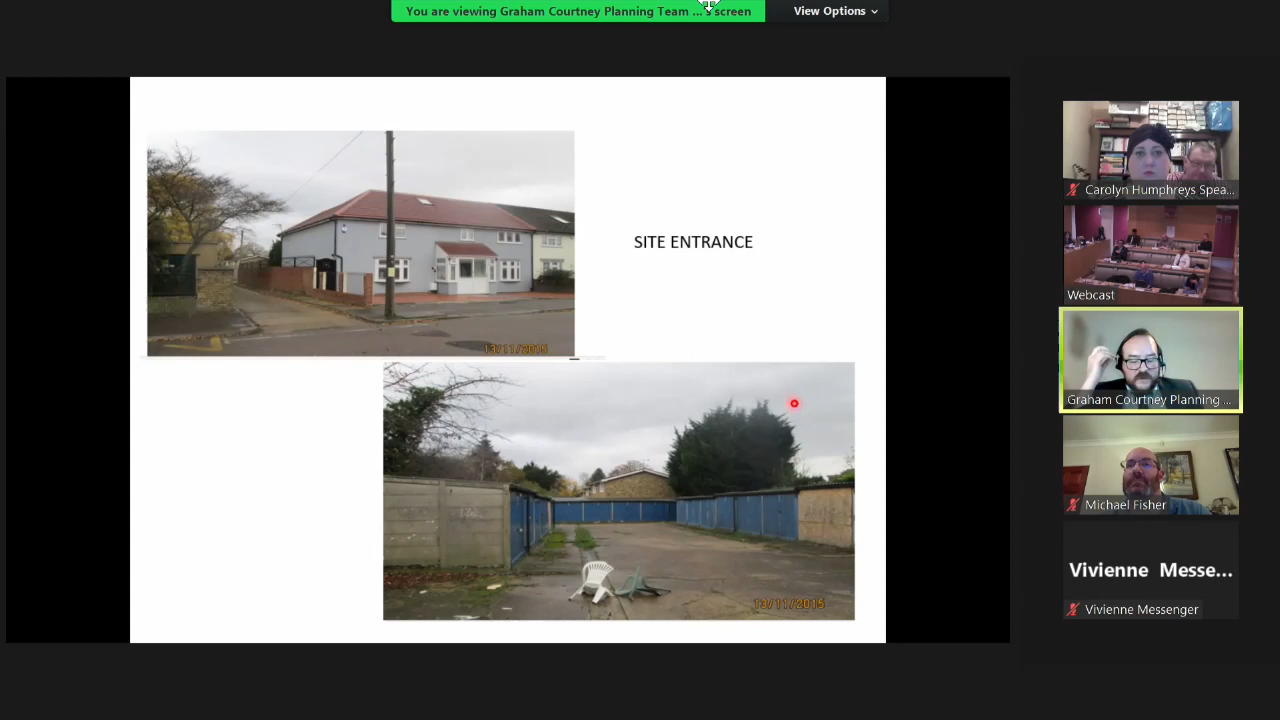 You are viewing Graham Courtney Planning Team ...'s screen
View Options
SITE ENTRANCE
13/11/2015
13/11/2015
Carolyn Humphreys Spea...
Webcast
Graham Courtney Planning ...
Michael Fisher
Vivienne Messe...
Vivienne Messenger